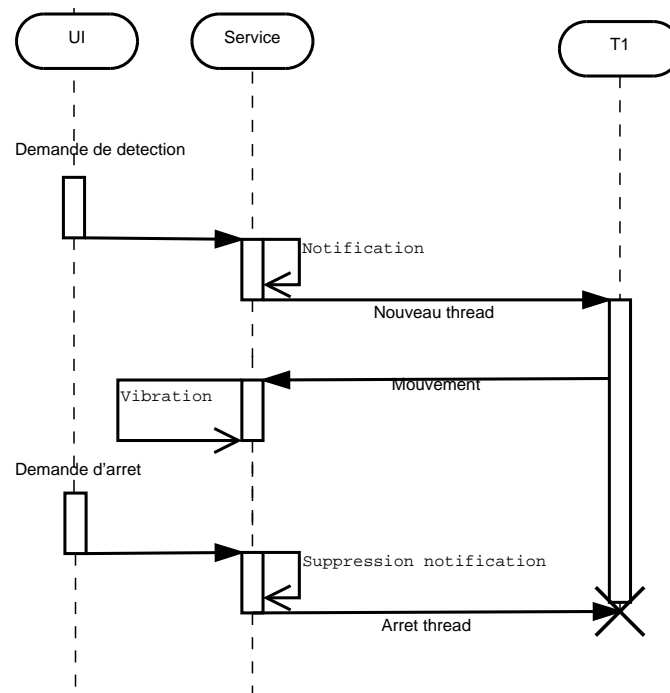 UI
Service
T1
Demande de detection
Notification
Nouveau thread
Mouvement
Vibration
Demande d'arret
Suppression notification
Arret thread